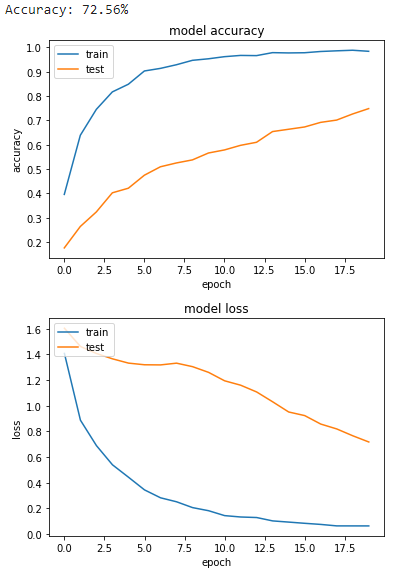 Accuracy: 72.56%
model accuracy
1.0
0.9
0.8
0.7
0.6
0.5
0.4
0.3
0.2
accuracy
train
test
0.0 2.5 5.0 7.5 10.0 12.5 15.0 17.5
epoch
model loss
1.6
1.4
1.2
1.0
0.8
0.6
0.4
0.2
0.0
loss
train
test
0.0 2.5 5.0 7.5 10.0 12.5 15.0 17.5
epoch